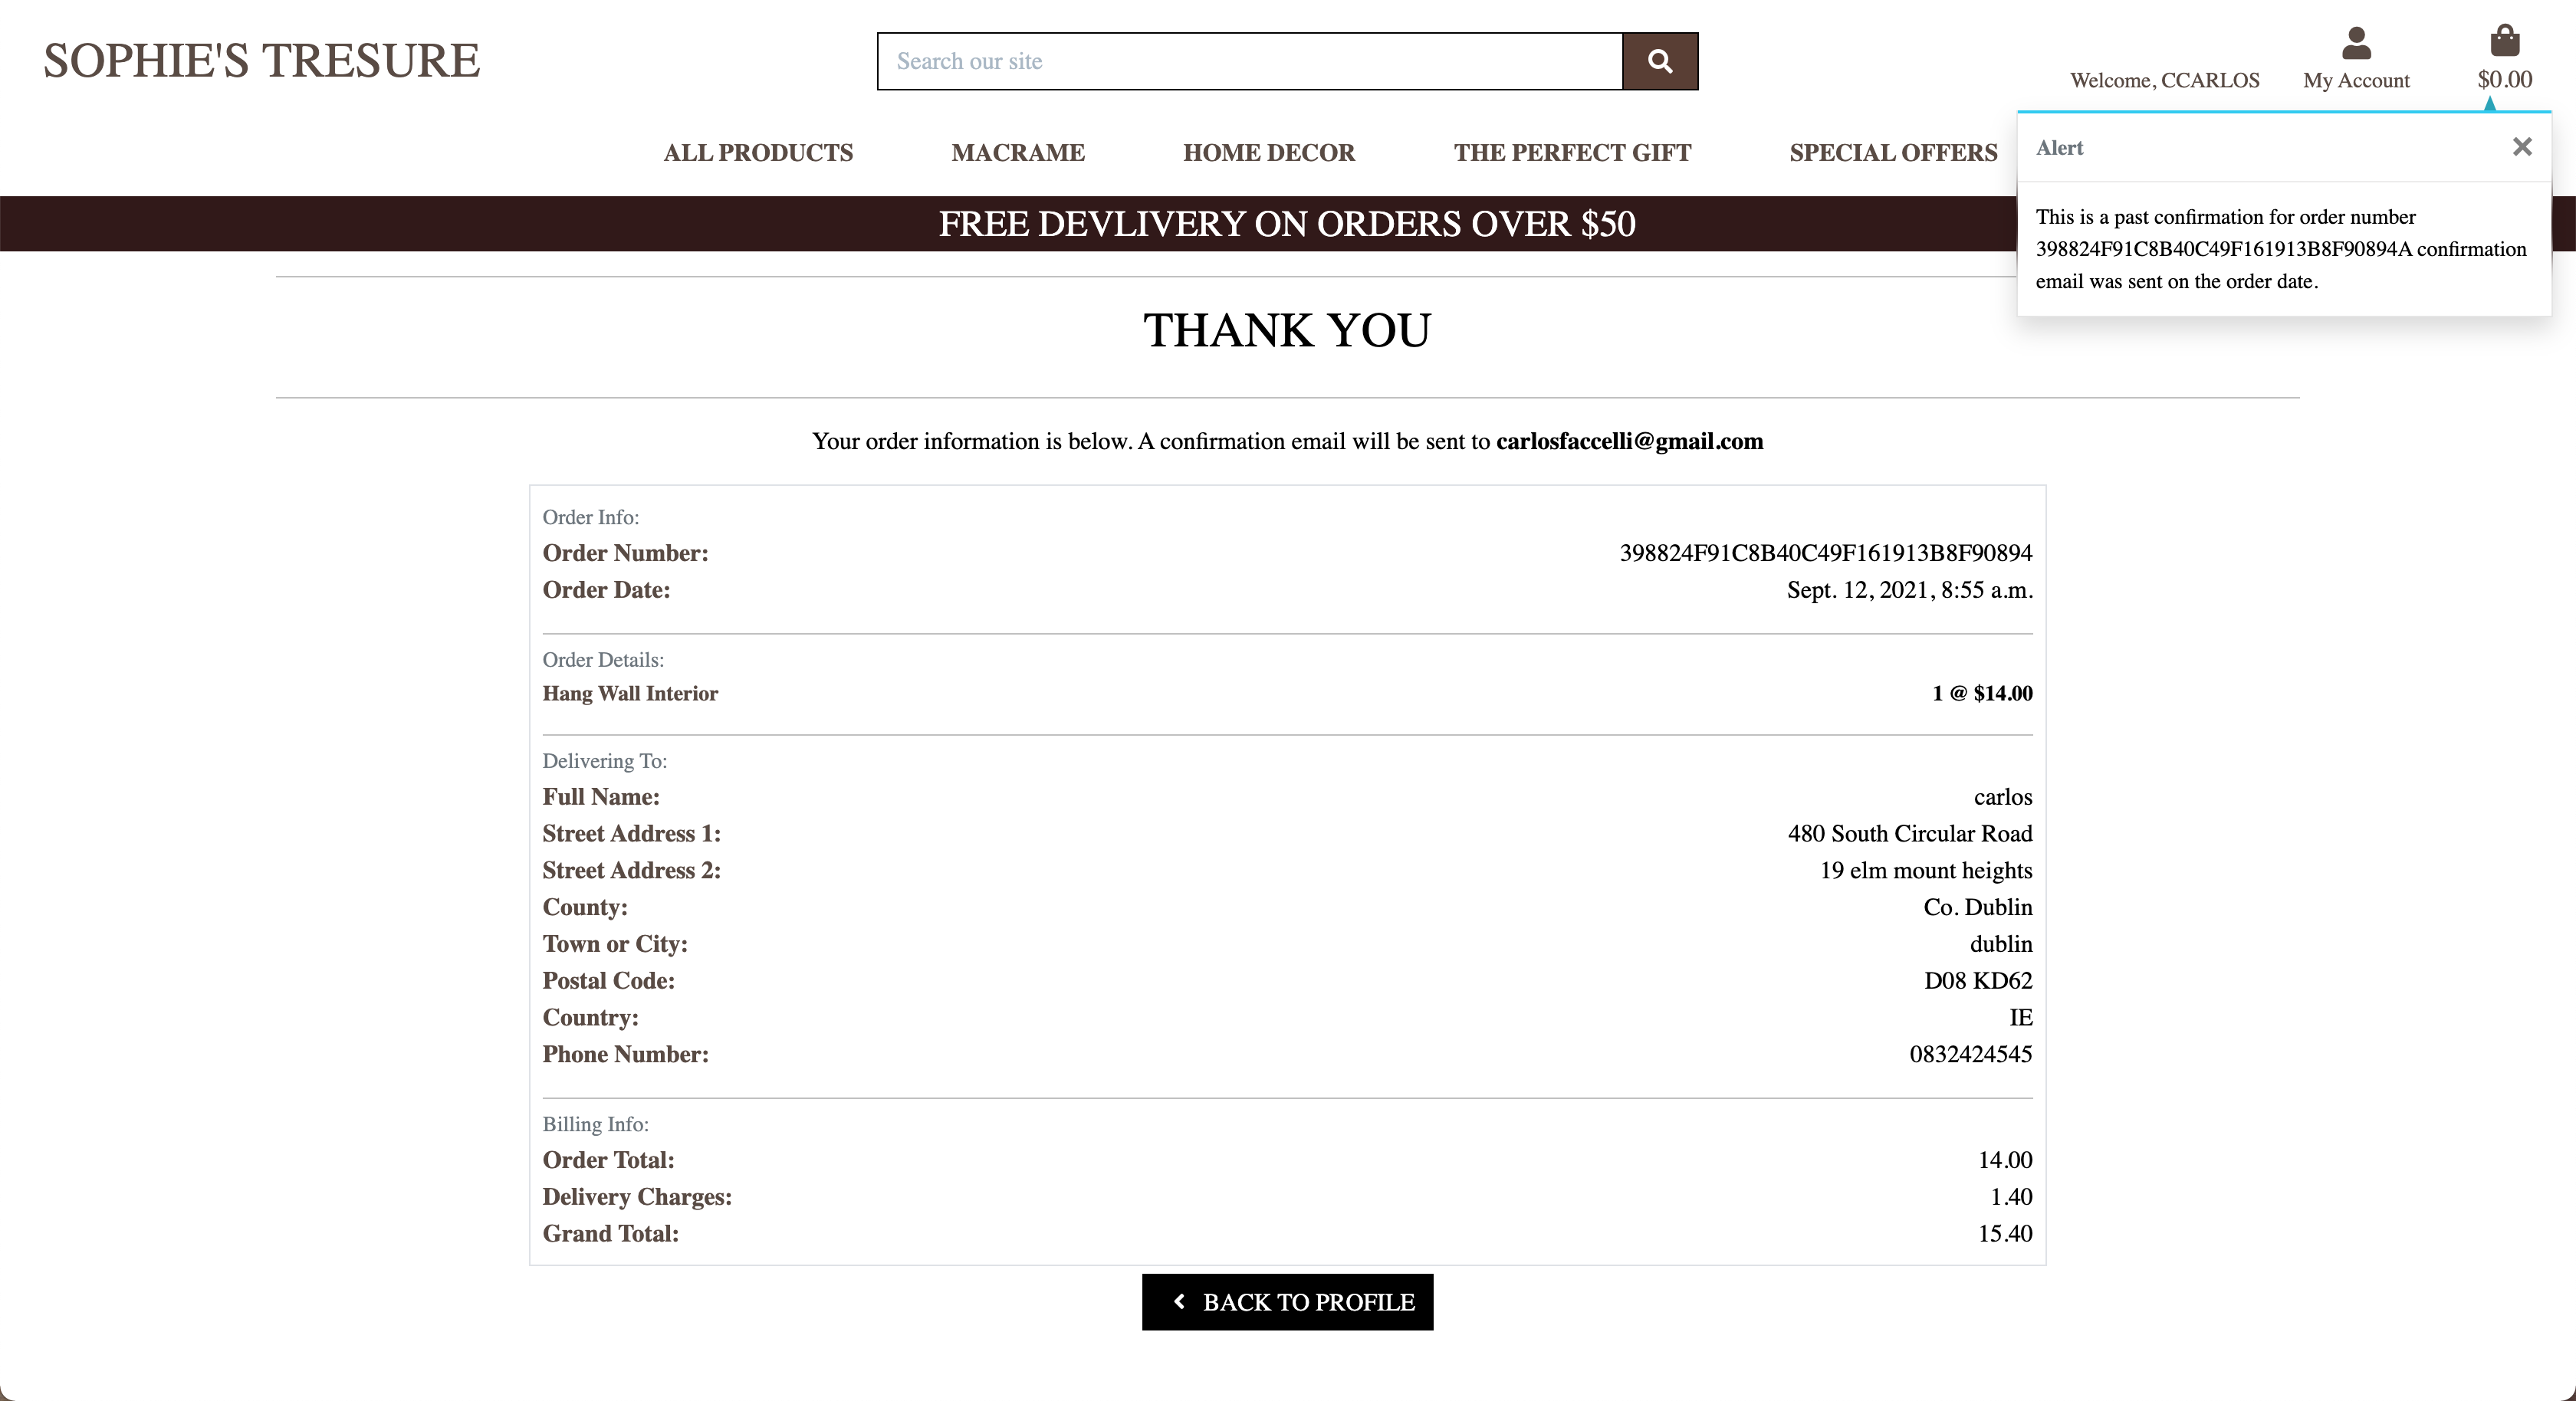 SOPHIE'S TRESURE
Search our site
Welcome, CCARLOS
My Account
$0.00
ALL PRODUCTS
MACRAME
HOME DECOR
THE PERFECT GIFT
SPECIAL OFFERS
Alert
This is a past confirmation for order number
398824F91C8B40C49F161913B8F90894A confirmation
email was sent on the order date.
FREE DEVLIVERY ON ORDERS OVER $50
THANK YOU
Your order information is below. A confirmation email will be sent to carlosfaccelli@gmail.com
Order Info:
Order Number: 398824F91C8B40C49F161913B8F90894
Order Date: Sept. 12, 2021, 8:55 a.m.
Order Details:
Hang Wall Interior 1 @ $14.00
Delivering To:
Full Name: carlos
Street Address 1: 480 South Circular Road
Street Address 2: 19 elm mount heights
County: Co. Dublin
Town or City: dublin
Postal Code: D08 KD62
Country: IE
Phone Number: 0832424545
Billing Info:
Order Total: 14.00
Delivery Charges: 1.40
Grand Total: 15.40
BACK TO PROFILE